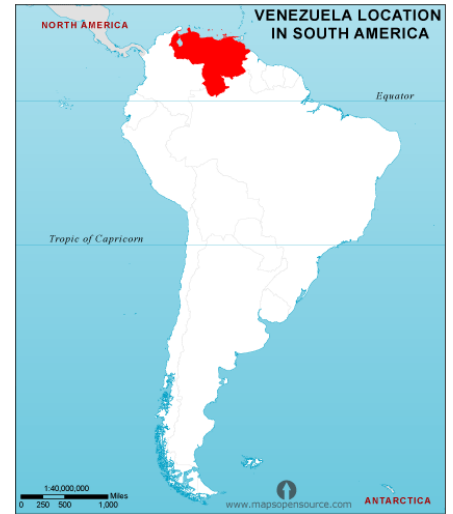 VENEZUELA LOCATION
IN SOUTH AMERICA
NORTH AMERICA
Equator
Tropic of Capricorn
1:40,000,000
Miles
0 250 500 1,000
www.mapsopensource.com
ANTARCTICA